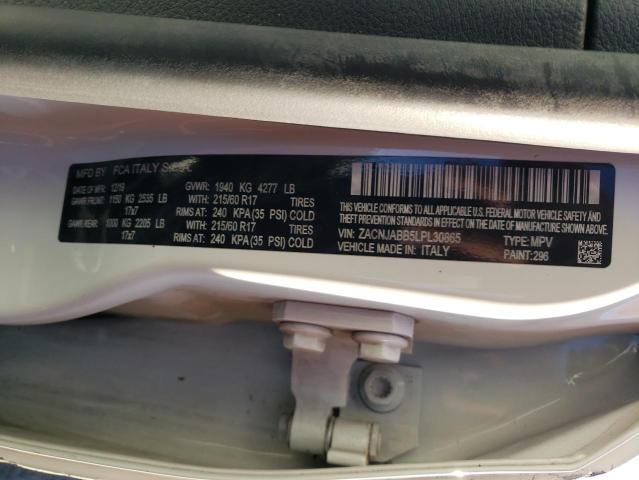 MFD BY FCA ITALY S.p.A.
DATE OF MFR 12/19 GVWR: 1940 KG 4277 LB
GAWR FRONT: 1150 KG 2535 LB WITH: 215/60 R17 TIRES
17x7 RIMS AT: 240 KPA(35 PSI) COLD
GAWR REAR: 1000 KG 2205 LB WITH: 215/60 R17 TIRES
17x7 RIMS AT: 240 KPA(35 PSI) COLD
THIS VEHICLE CONFORMS TO ALL APPLICABLE U.S. FEDERAL MOTOR VEHICLE SAFETY AND
STANDARDS IN EFFECT ON THE DATE OF MANUFACTURE SHOWN ABOVE
VIN: ZACNJABB5LPL30865 TYPE: MPV
VEHICLE MADE IN: ITALY PAINT:296